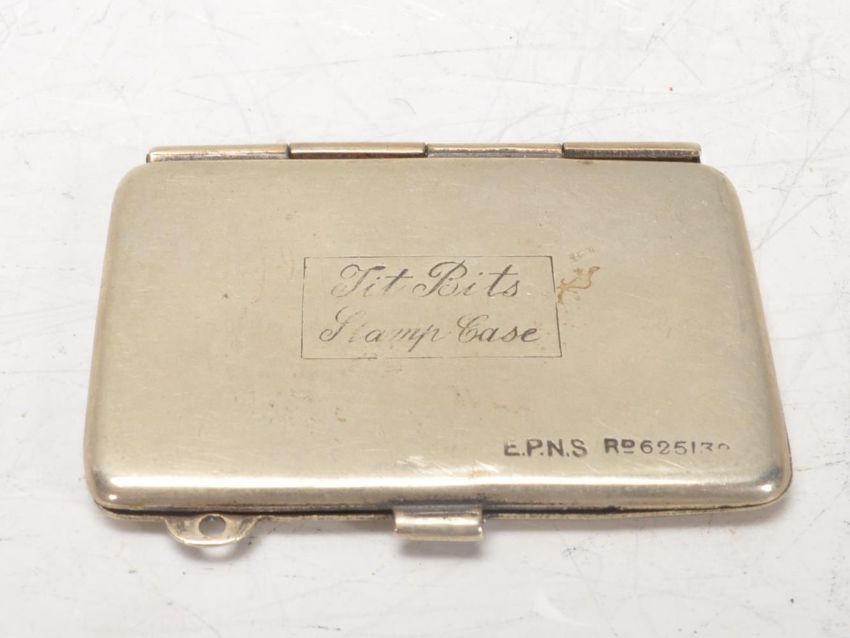 Tit Bits
Stamp Case
E.P.N.S RD 625139